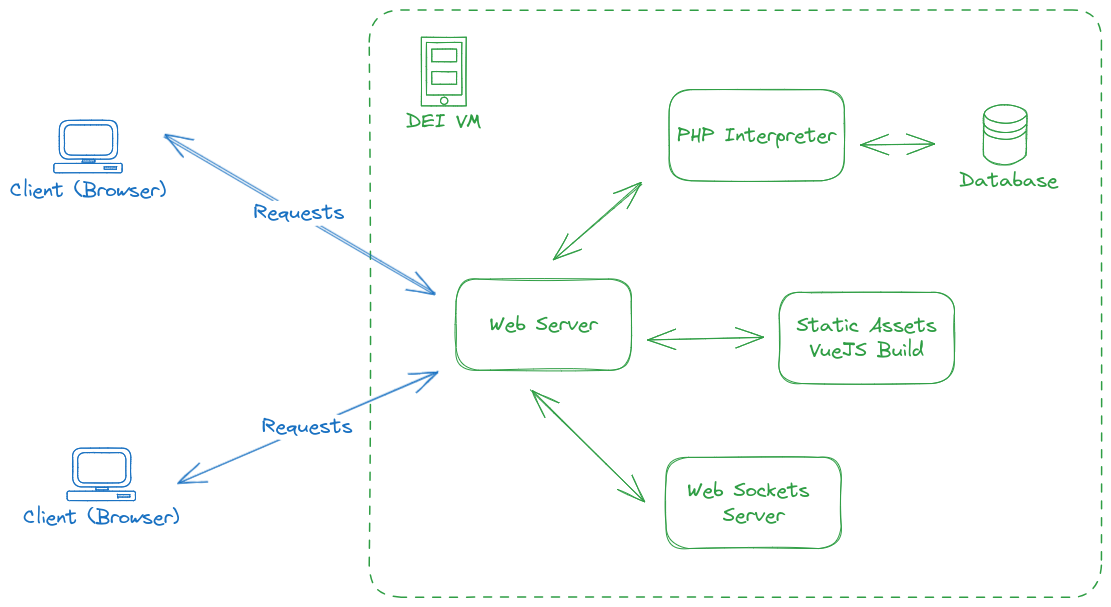 DEI VM
PHP Interpreter
Database
Client (Browser)
Requests
Web Server
Static Assets
VueJS Build
Requests
Web Sockets
Server
Client (Browser)